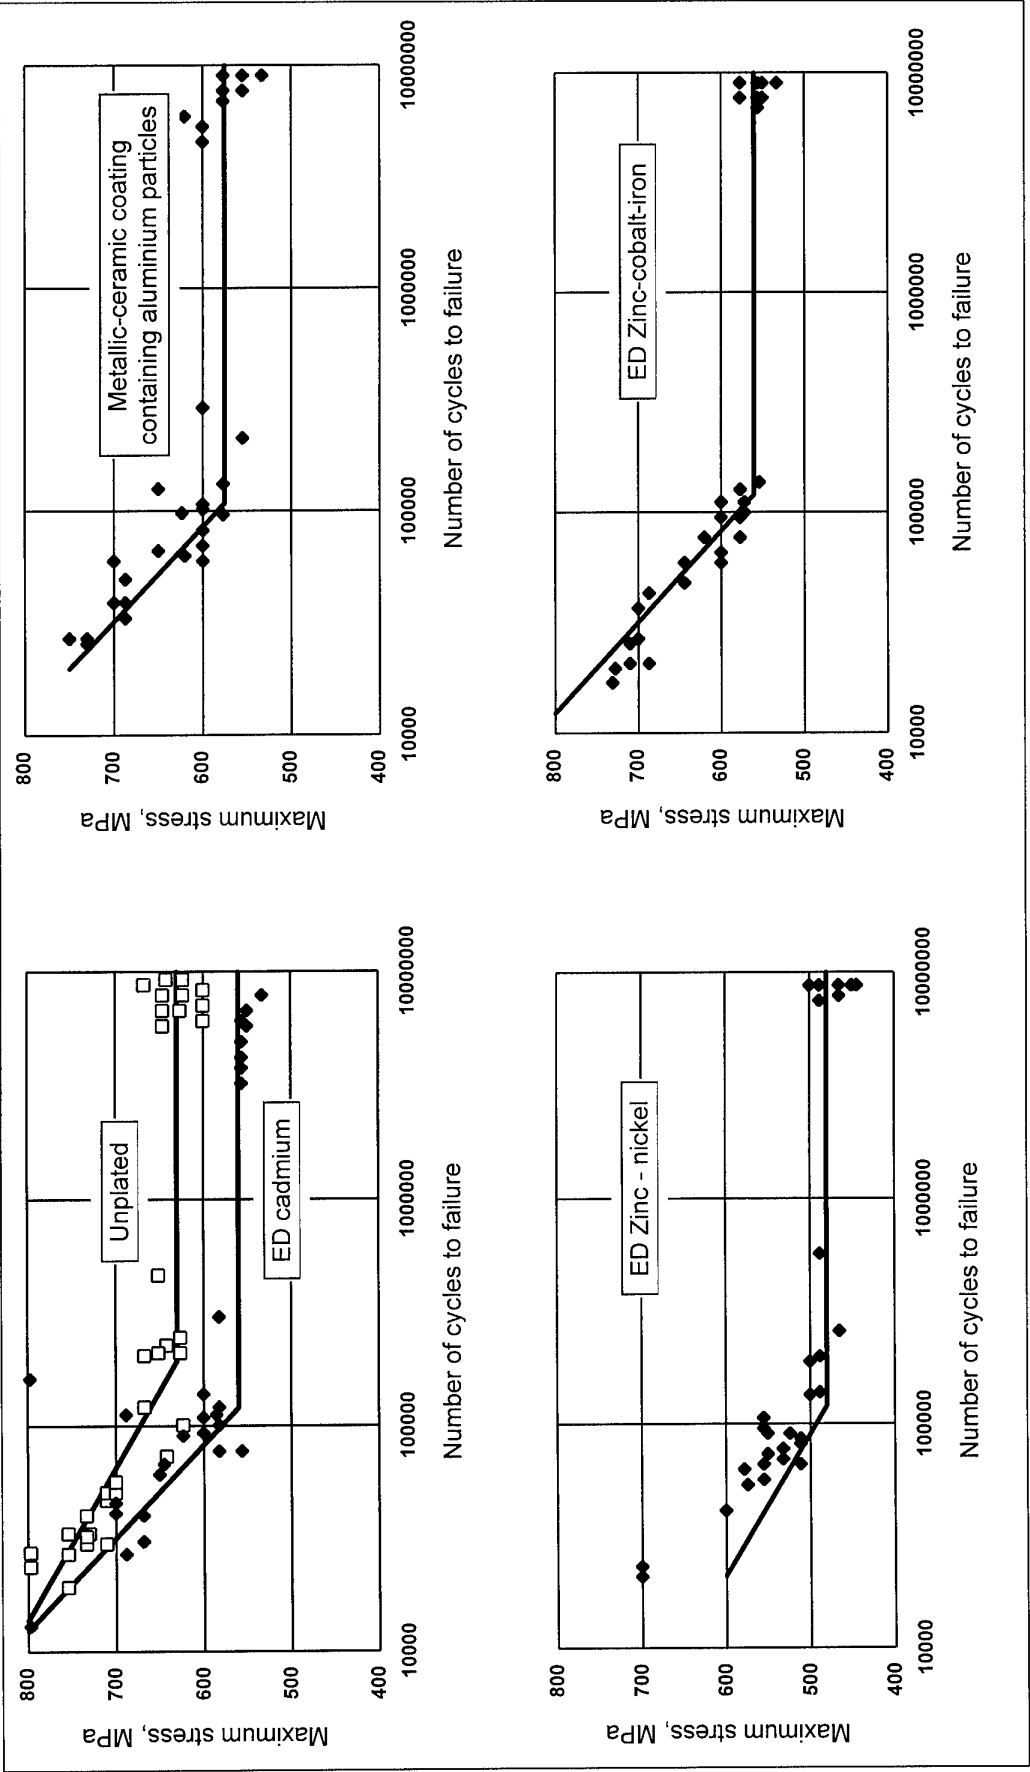 Maximum stress, MPa
800
700
600
500
400
Unplated
ED cadmium
10000
100000
1000000
10000000
Number of cycles to failure
Maximum stress, MPa
800
700
600
500
400
Metallic-ceramic coating
containing aluminium particles
10000
100000
1000000
10000000
Number of cycles to failure
Maximum stress, MPa
800
700
600
500
400
ED Zinc - nickel
10000
100000
1000000
10000000
Number of cycles to failure
Maximum stress, MPa
800
700
600
500
400
ED Zinc-cobalt-iron
10000
100000
1000000
10000000
Number of cycles to failure